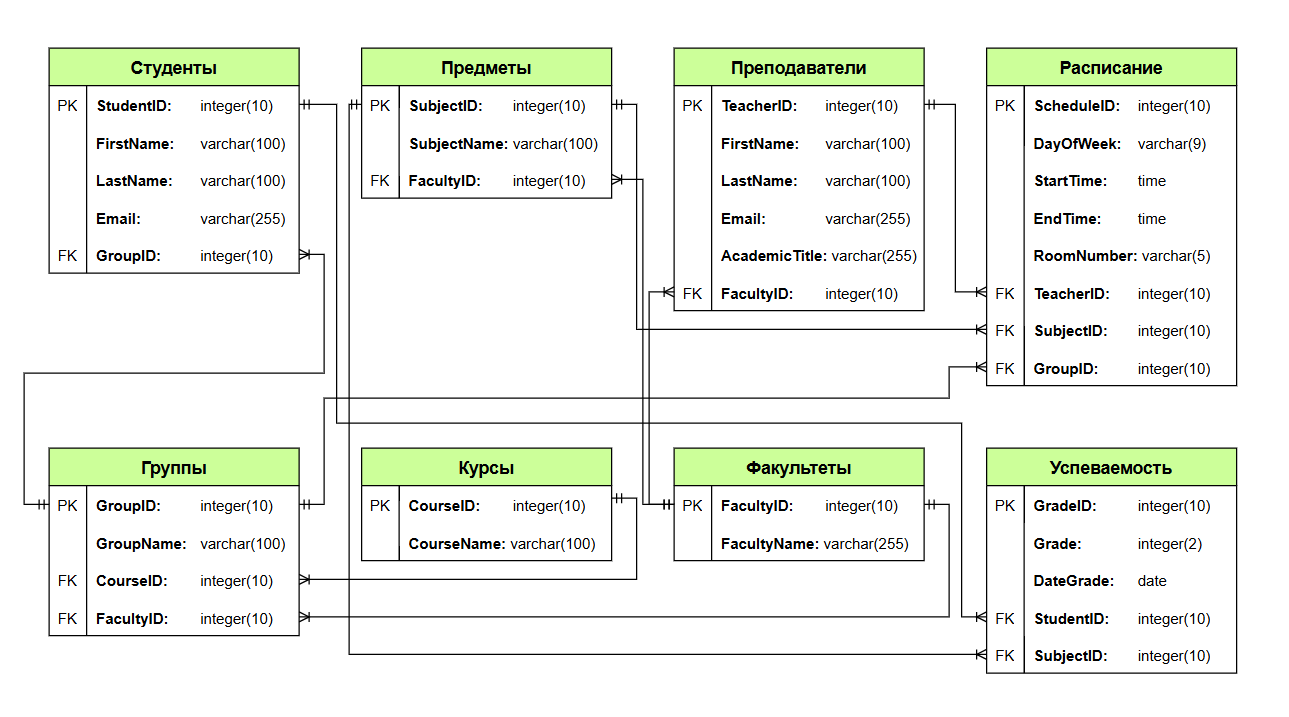 Студенты
PK StudentID: integer(10)
FirstName: varchar(100)
LastName: varchar(100)
Email: varchar(255)
FK GroupID: integer(10)
Предметы
PK SubjectID: integer(10)
SubjectName: varchar(100)
FK FacultyID: integer(10)
Преподаватели
PK TeacherID: integer(10)
FirstName: varchar(100)
LastName: varchar(100)
Email: varchar(255)
AcademicTitle: varchar(255)
FK FacultyID: integer(10)
Расписание
PK ScheduleID: integer(10)
DayOfWeek: varchar(9)
StartTime: time
EndTime: time
RoomNumber: varchar(5)
FK TeacherID: integer(10)
FK SubjectID: integer(10)
FK GroupID: integer(10)
Группы
PK GroupID: integer(10)
GroupName: varchar(100)
FK CourseID: integer(10)
FK FacultyID: integer(10)
Курсы
PK CourseID: integer(10)
CourseName: varchar(100)
Факультеты
PK FacultyID: integer(10)
FacultyName: varchar(255)
Успеваемость
PK GradeID: integer(10)
Grade: integer(2)
DateGrade: date
FK StudentID: integer(10)
FK SubjectID: integer(10)